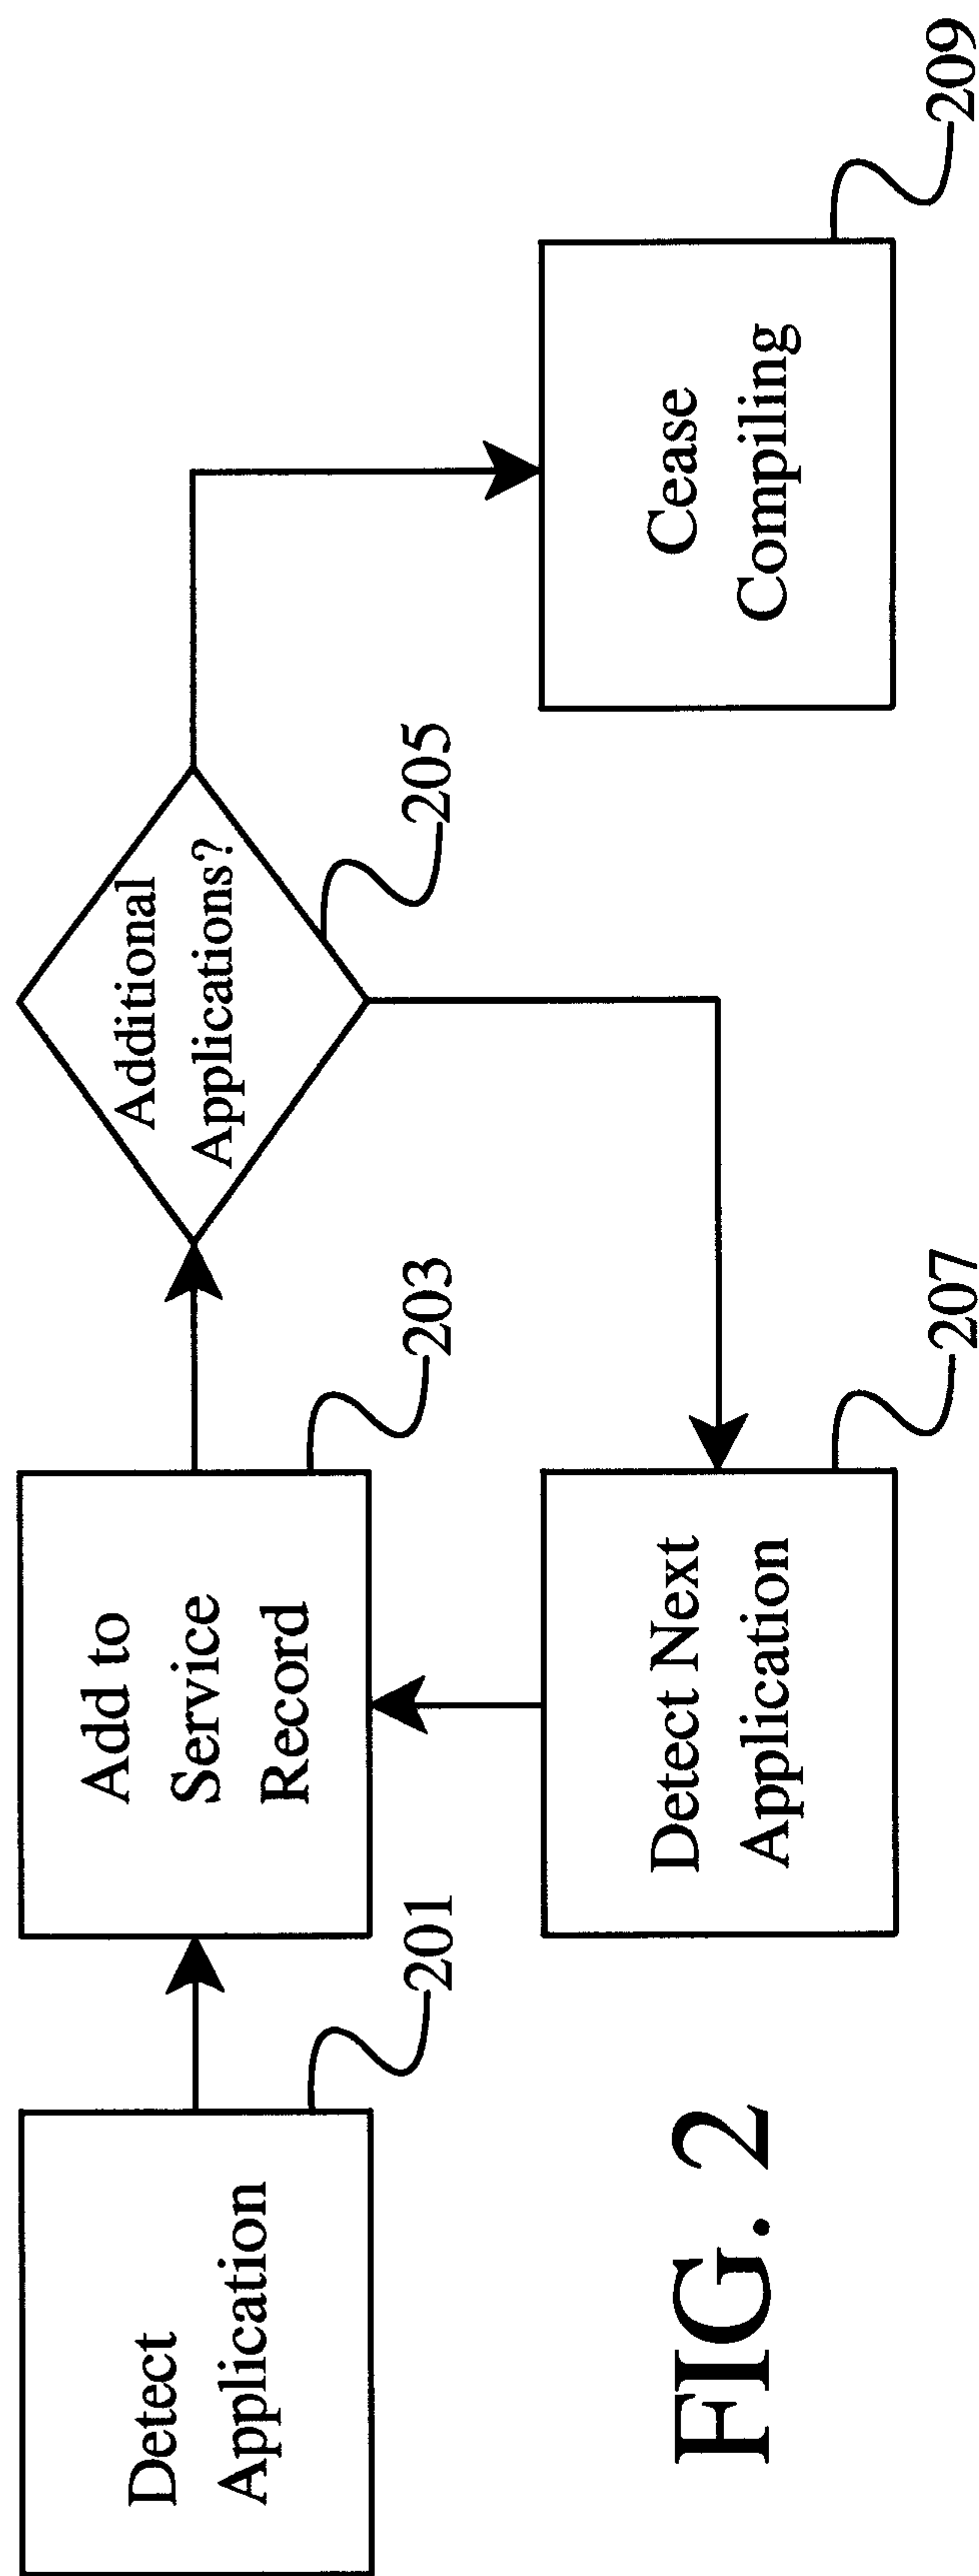 Detect
Application
201
Add to
Service
Record
203
Additional
Applications?
205
Detect Next
Application
207
Cease
Compiling
209
FIG. 2